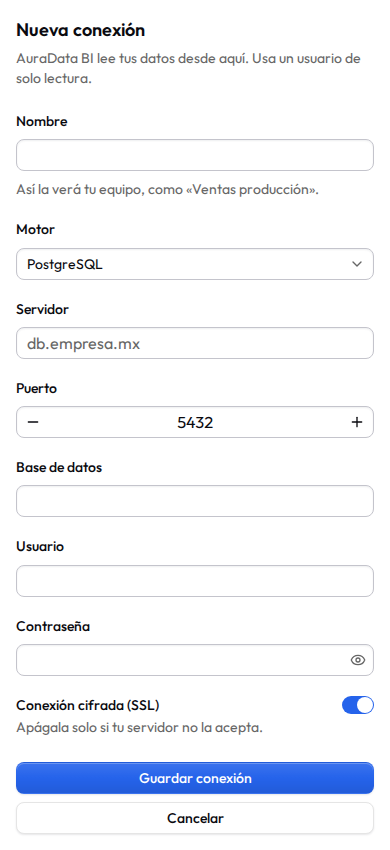 Nueva conexión
AuraData BI lee tus datos desde aquí. Usa un usuario de
solo lectura.
Nombre
Así la verá tu equipo, como «Ventas producción».
Motor
PostgreSQL
Servidor
db.empresa.mx
Puerto
5432
Base de datos
Usuario
Contraseña
Conexión cifrada (SSL)
Apágala solo si tu servidor no la acepta.
Guardar conexión
Cancelar